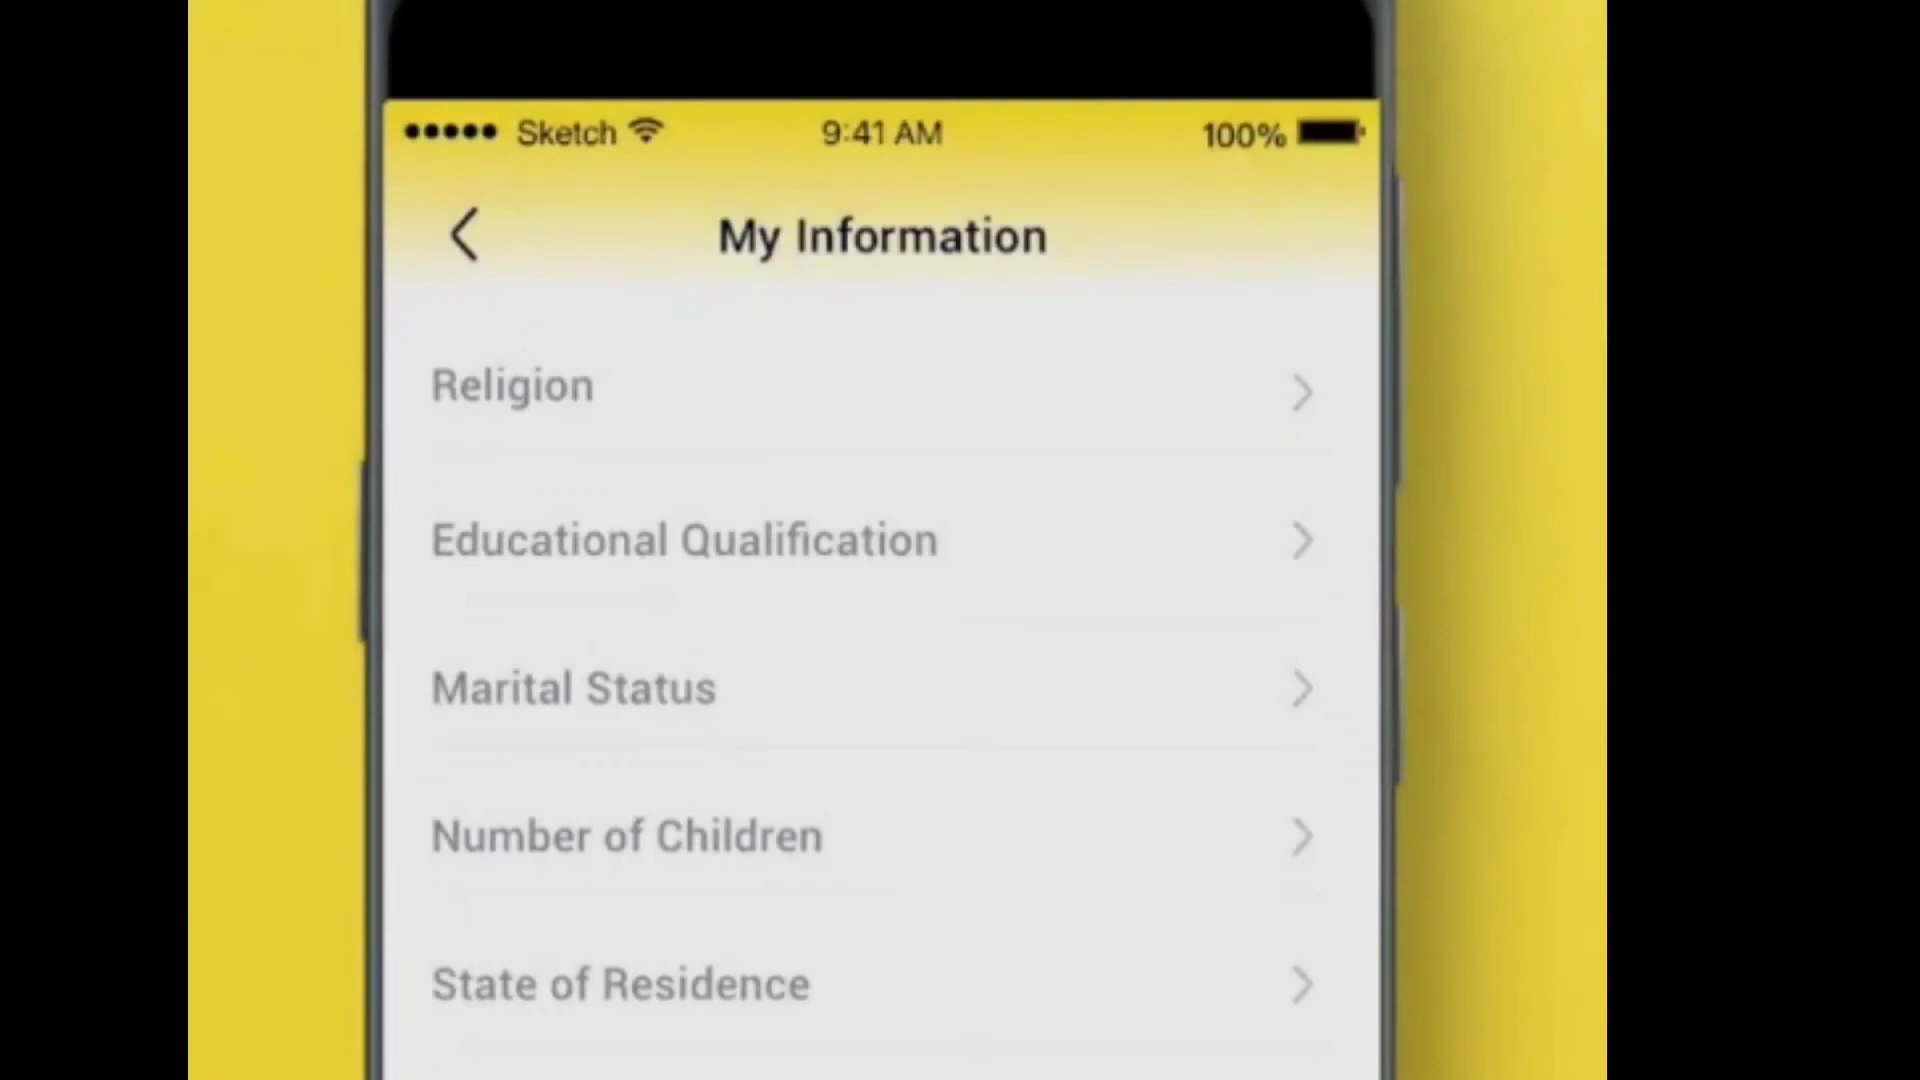 Sketch 9:41 AM 100%
My Information
Religion
Educational Qualification
Marital Status
Number of Children
State of Residence